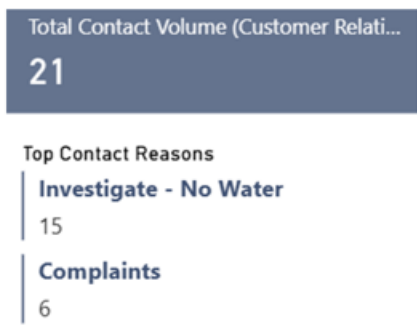 Total Contact Volume (Customer Relati...
21
Top Contact Reasons
Investigate - No Water
15
Complaints
6